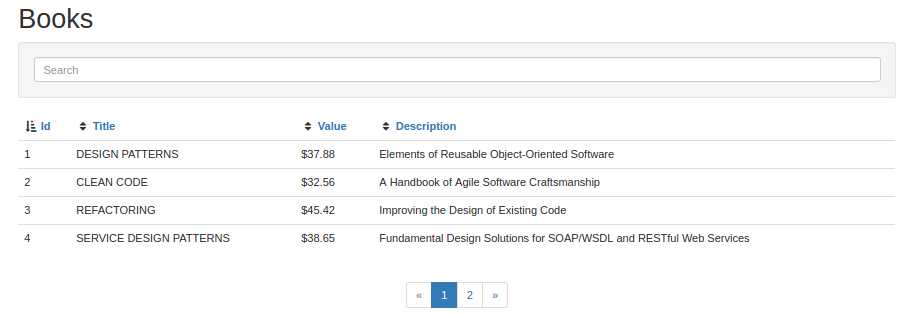 Books
Search
Id Title Value Description
1 DESIGN PATTERNS $37.88 Elements of Reusable Object-Oriented Software
2 CLEAN CODE $32.56 A Handbook of Agile Software Craftsmanship
3 REFACTORING $45.42 Improving the Design of Existing Code
4 SERVICE DESIGN PATTERNS $38.65 Fundamental Design Solutions for SOAP/WSDL and RESTful Web Services
« 1 2 »